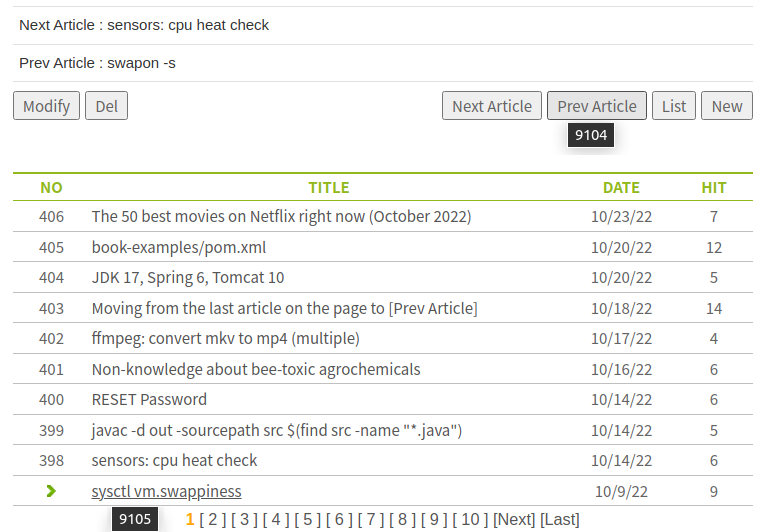 Next Article : sensors: cpu heat check
Prev Article : swapon -s
Modify Del Next Article Prev Article List New
9104
NO TITLE DATE HIT
406 The 50 best movies on Netflix right now (October 2022) 10/23/22 7
405 book-examples/pom.xml 10/20/22 12
404 JDK 17, Spring 6, Tomcat 10 10/20/22 5
403 Moving from the last article on the page to [Prev Article] 10/18/22 14
402 ffmpeg: convert mkv to mp4 (multiple) 10/17/22 4
401 Non-knowledge about bee-toxic agrochemicals 10/16/22 6
400 RESET Password 10/14/22 6
399 javac -d out -sourcepath src $(find src -name "*.java") 10/14/22 5
398 sensors: cpu heat check 10/14/22 6
sysctl vm.swappiness 10/9/22 9
9105 1 [ 2 ] [ 3 ] [ 4 ] [ 5 ] [ 6 ] [ 7 ] [ 8 ] [ 9 ] [ 10 ] [Next] [Last]